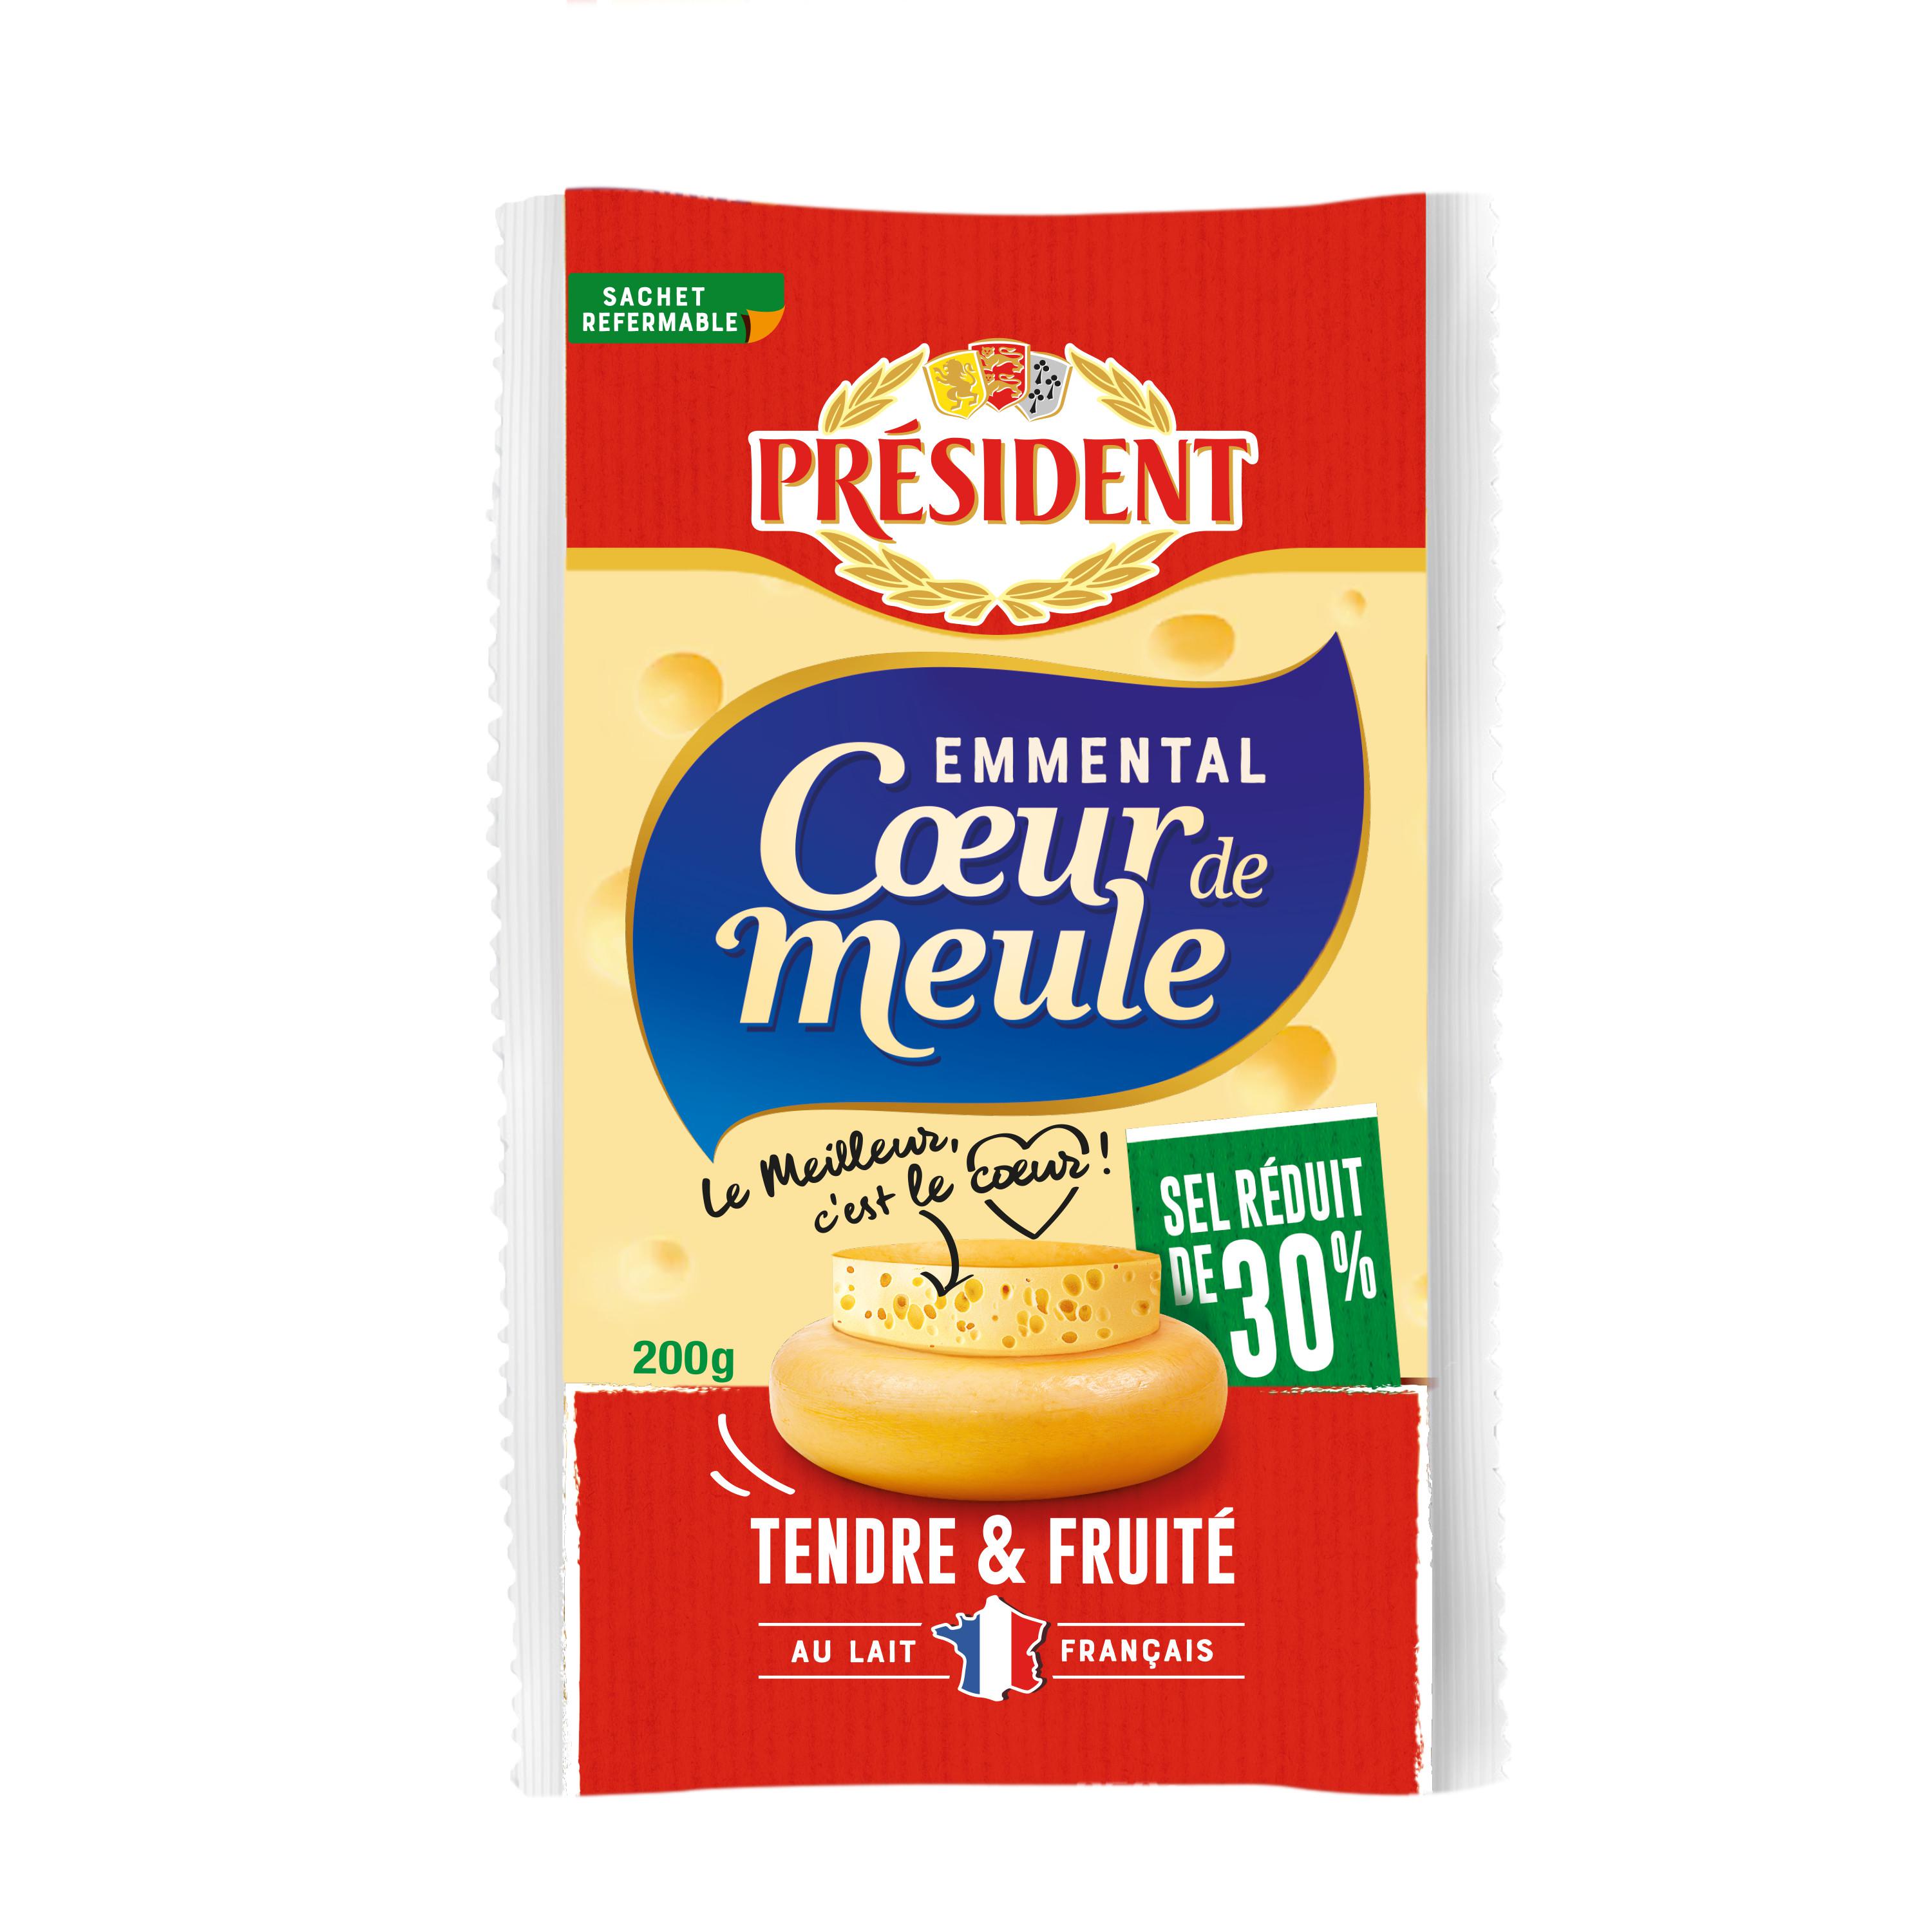 SACHET
REFERMABLE
PRÉSIDENT
EMMENTAL
Cœur de
meule
Le Meilleur,
c'est le cœur!
SEL RÉDUIT
DE 30%
200g
TENDRE & FRUITÉ
AU LAIT FRANÇAIS